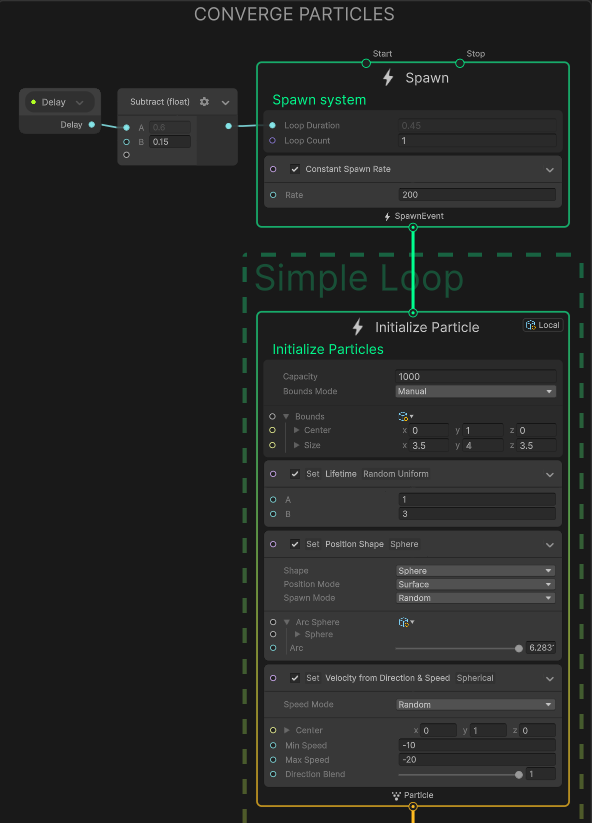 CONVERGE PARTICLES
Start Stop
Spawn
Spawn system
Delay
Delay
Subtract (float)
A 0.6
B 0.15
Loop Duration 0.45
Loop Count 1
Constant Spawn Rate
Rate 200
SpawnEvent
Simple Loop
Initialize Particle Local
Initialize Particles
Capacity 1000
Bounds Mode Manual
Bounds
Center x 0 y 1 z 0
Size x 3.5 y 4 z 3.5
Set Lifetime Random Uniform
A 1
B 3
Set Position Shape Sphere
Shape Sphere
Position Mode Surface
Spawn Mode Random
Arc Sphere
Sphere
Arc 6.283
Set Velocity from Direction & Speed Spherical
Speed Mode Random
Center x 0 y 1 z 0
Min Speed -10
Max Speed -20
Direction Blend 1
Particle